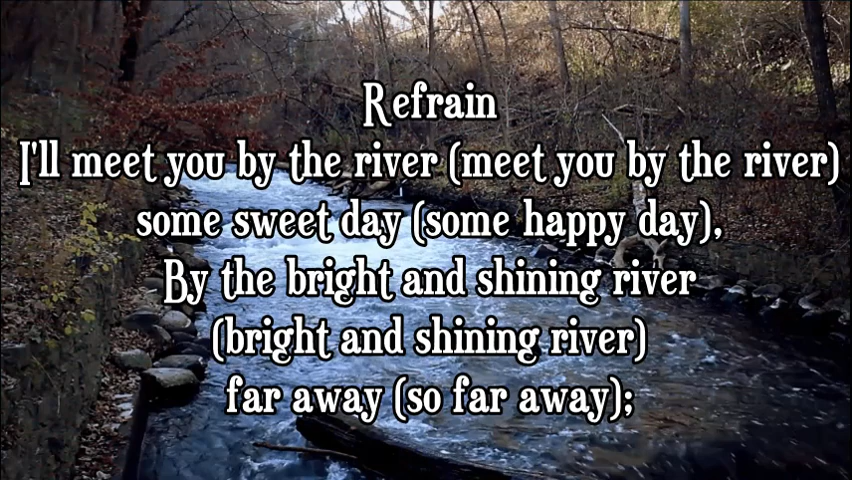 Refrain
I'll meet you by the river (meet you by the river)
some sweet day (some happy day),
By the bright and shining river
(bright and shining river)
far away (so far away);